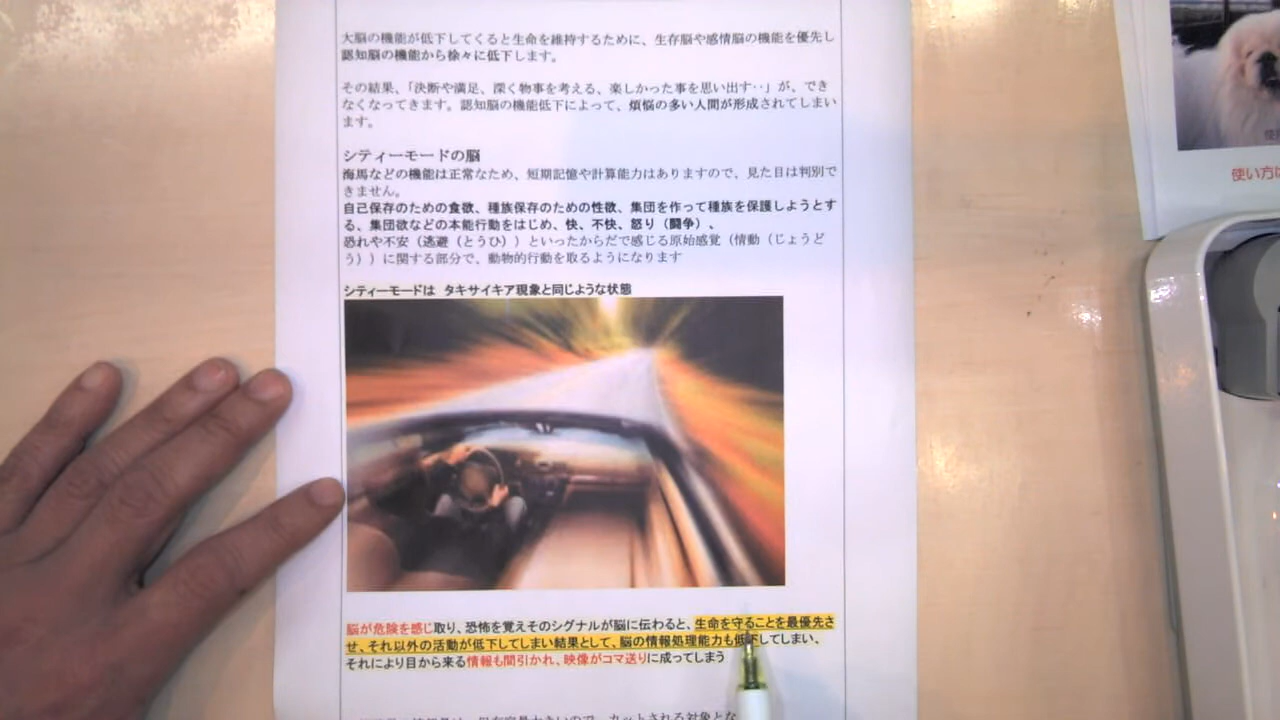 大脳の機能が低下してくると生命を維持するために、生存脳や感情脳の機能を優先し
認知脳の機能から徐々に低下します。
その結果、「決断や満足、深く物事を考える、楽しかった事を思い出す‥」が、でき
なくなってきます。認知脳の機能低下によって、煩悩の多い人間が形成されてしまい
ます。
シティーモードの脳
海馬などの機能は正常なため、短期記憶や計算能力はありますので、見た目は判別で
きません。
自己保存のための食欲、種族保存のための性欲、集団を作って種族を保護しようとす
る、集団欲などの本能行動をはじめ、快、不快、怒り（闘争）、
恐れや不安（逃避（とうひ））といったからだで感じる原始感覚（情動（じょうど
う））に関する部分で、動物的行動を取るようになります
シティーモードは タキサイキア現象と同じような状態
脳が危険を感じ取り、恐怖を覚えそのシグナルが脳に伝わると、生命を守ることを最優先さ
せ、それ以外の活動が低下してしまい結果として、脳の情報処理能力も低下してしまい、
それにより目から来る情報も間引かれ、映像がコマ送りに成ってしまう
使い方